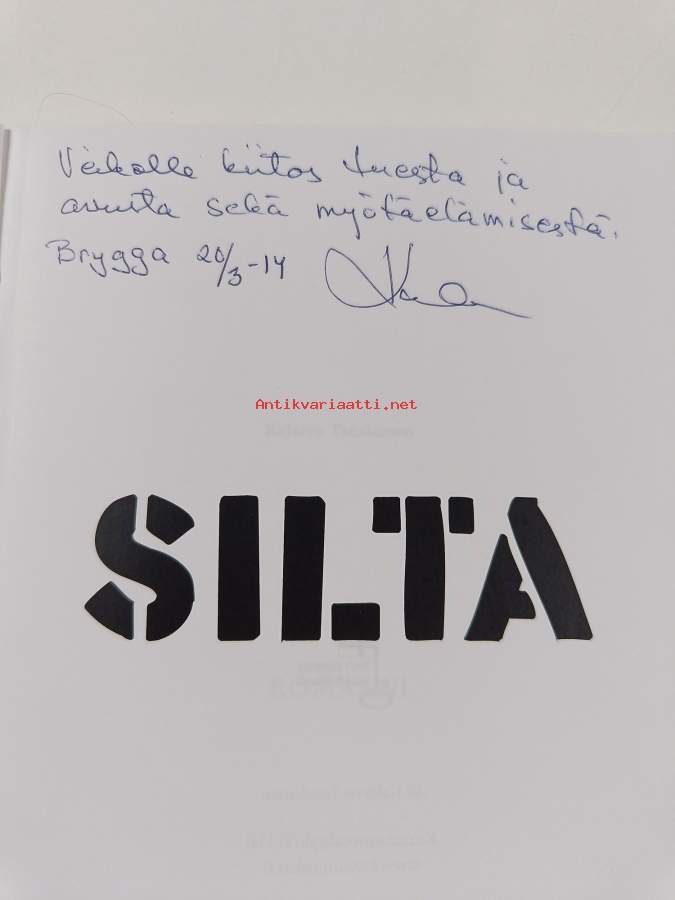 Veikolle kiitos tuesta ja
avusta sekä myötäelämisestä.
Brygga 20/3-14
Antikvariaatti.net
SILTA